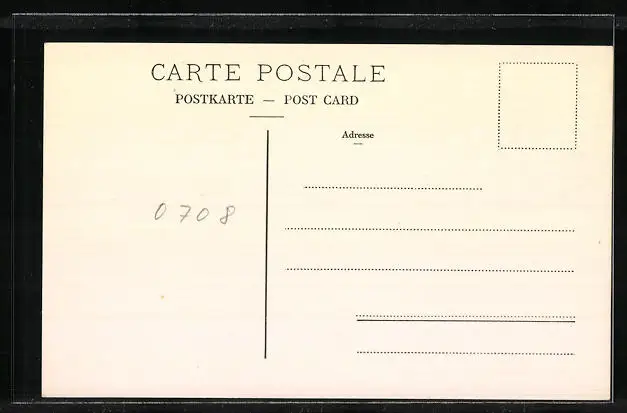 CARTE POSTALE
POSTKARTE — POST CARD
Adresse
0708